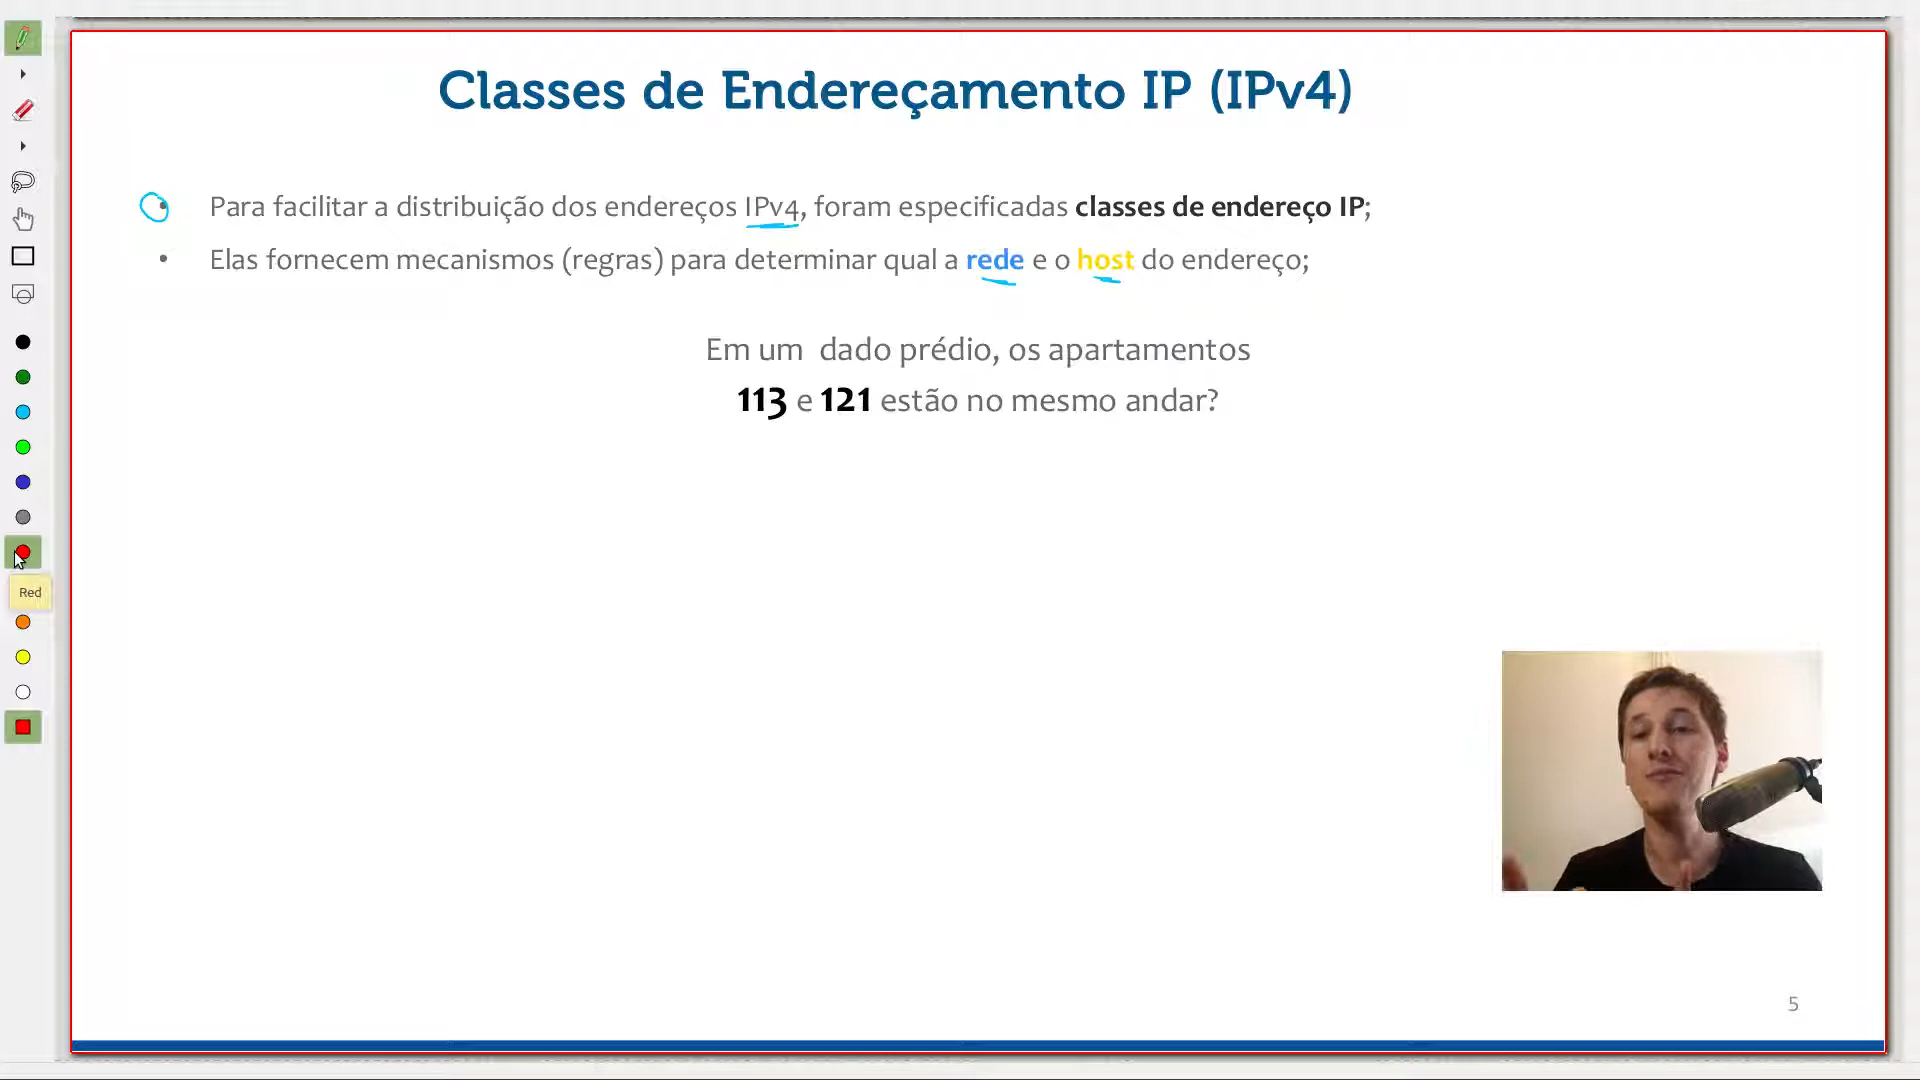 Classes de Endereçamento IP (IPv4)
• Para facilitar a distribuição dos endereços IPv4, foram especificadas classes de endereço IP;
• Elas fornecem mecanismos (regras) para determinar qual a rede e o host do endereço;
Em um dado prédio, os apartamentos
113 e 121 estão no mesmo andar?
Red
5